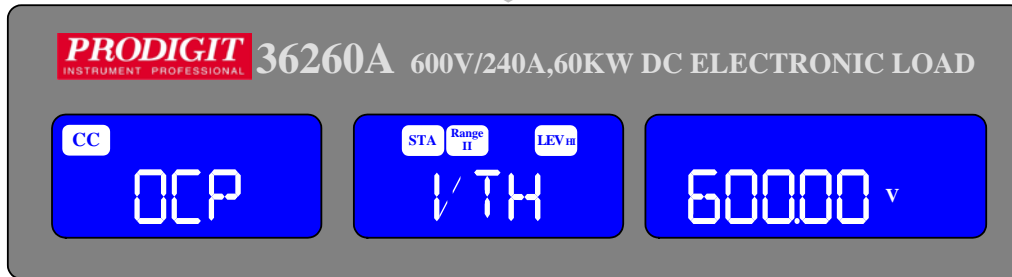 PRODIGIT
INSTRUMENT PROFESSIONAL
36260A 600V/240A,60KW DC ELECTRONIC LOAD
CC
STA Range II LEV HI
OCP
VTH
600.00 V